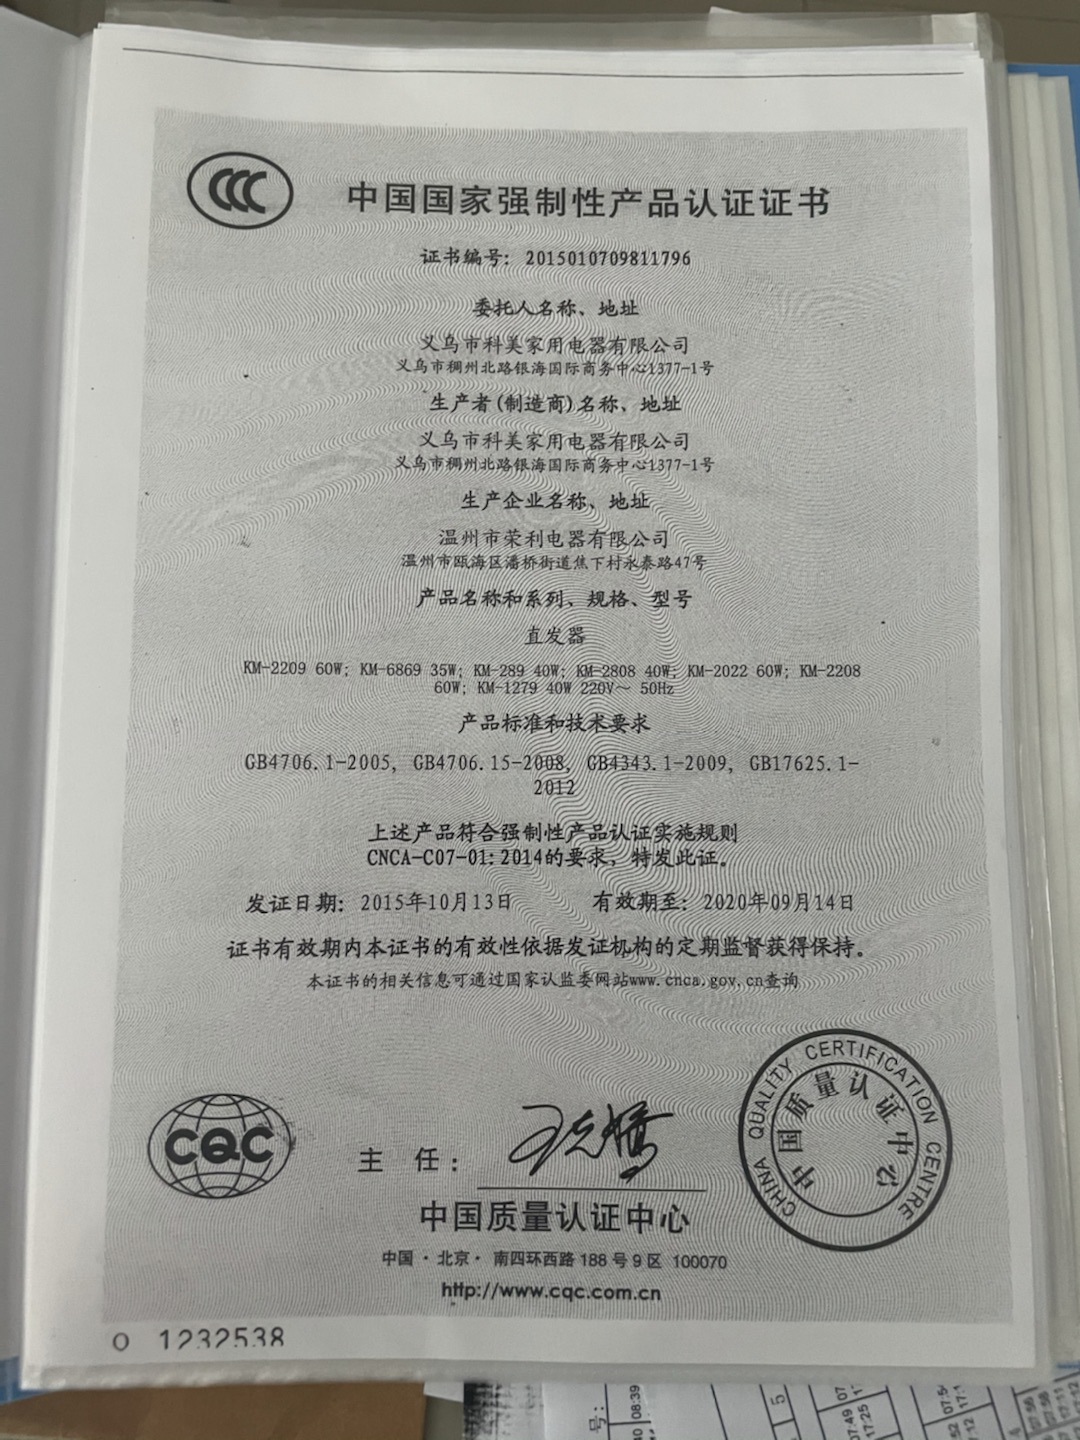 CCC
中国国家强制性产品认证证书
证书编号: 2015010709811796
委托人名称、地址
义乌市科美家用电器有限公司
义乌市稠州北路银海国际商务中心1377-1号
生产者(制造商)名称、地址
义乌市科美家用电器有限公司
义乌市稠州北路银海国际商务中心1377-1号
生产企业名称、地址
温州市荣利电器有限公司
温州市瓯海区潘桥街道焦下村永泰路47号
产品名称和系列、规格、型号
直发器
KM-2209 60W; KM-6869 35W; KM-289 40W; KM-2808 40W; KM-2022 60W; KM-2208
60W; KM-1279 40W 220V～ 50Hz
产品标准和技术要求
GB4706.1-2005, GB4706.15-2008, GB4343.1-2009, GB17625.1-
2012
上述产品符合强制性产品认证实施规则
CNCA-C07-01:2014的要求，特发此证。
发证日期: 2015年10月13日 有效期至: 2020年09月14日
证书有效期内本证书的有效性依据发证机构的定期监督获得保持。
本证书的相关信息可通过国家认监委网站www.cnca.gov.cn查询
CHINA QUALITY CERTIFICATION CENTRE
中国质量认证中心
CQC
主 任:
中国质量认证中心
中国·北京·南四环西路188号9区 100070
http://www.cqc.com.cn
O 1232538
号:
08:39
5
07:49
17:25